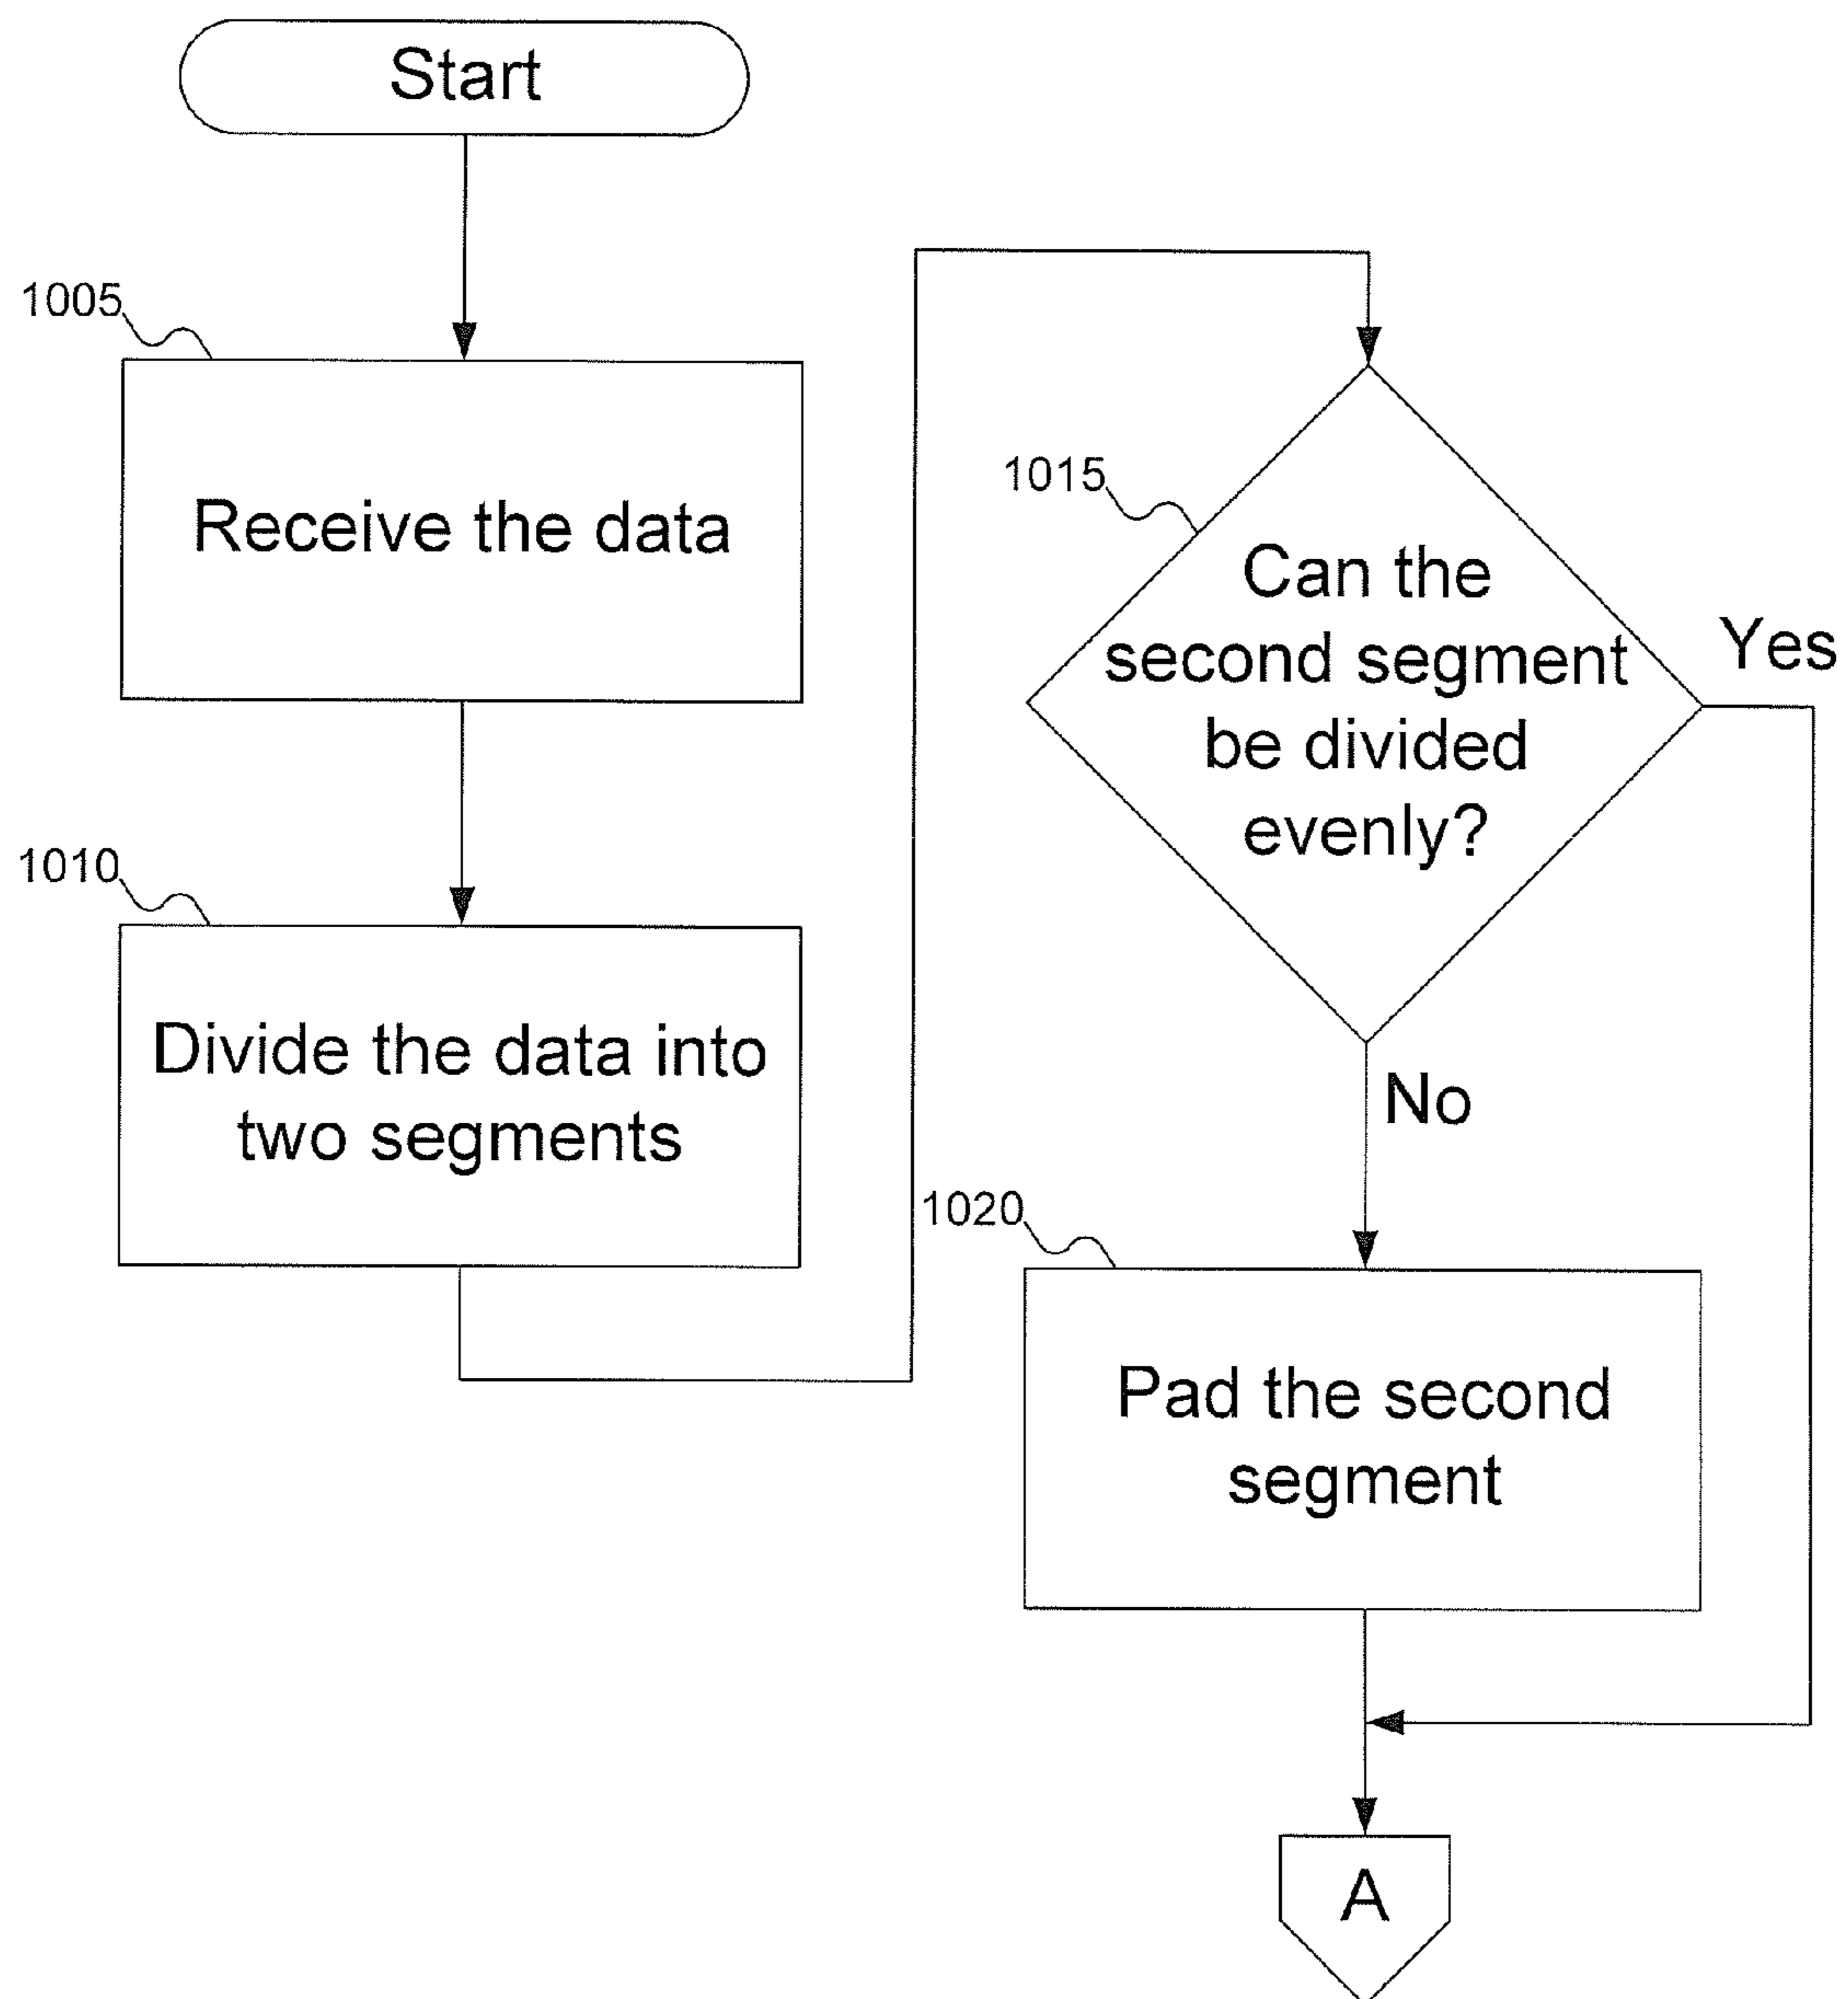 Start
1005
Receive the data
1010
Divide the data into
two segments
1015
Can the
second segment
be divided
evenly?
Yes
No
1020
Pad the second
segment
A